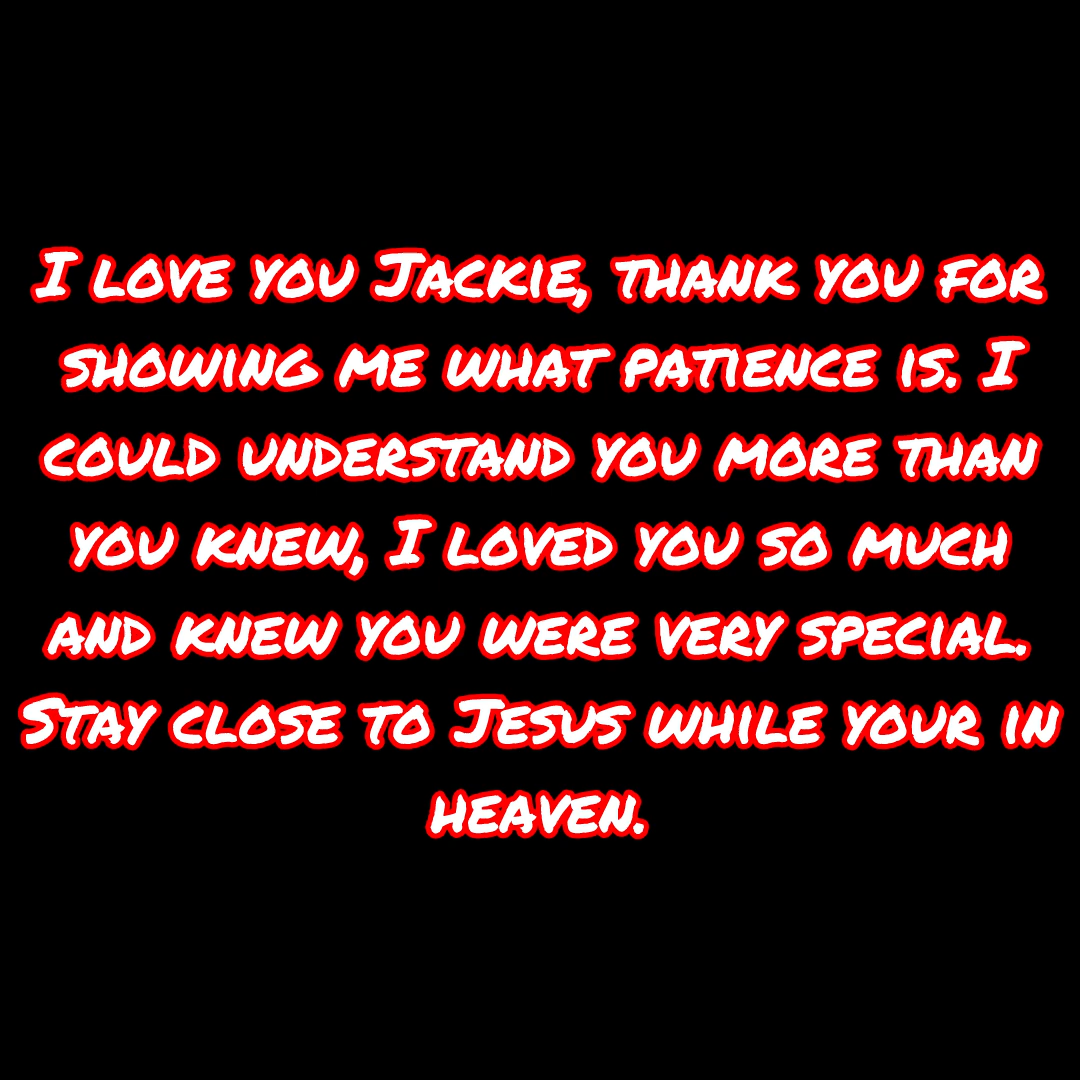 I love you Jackie, thank you for
showing me what patience is. I
could understand you more than
you knew, I loved you so much
and knew you were very special.
Stay close to Jesus while your in
heaven.